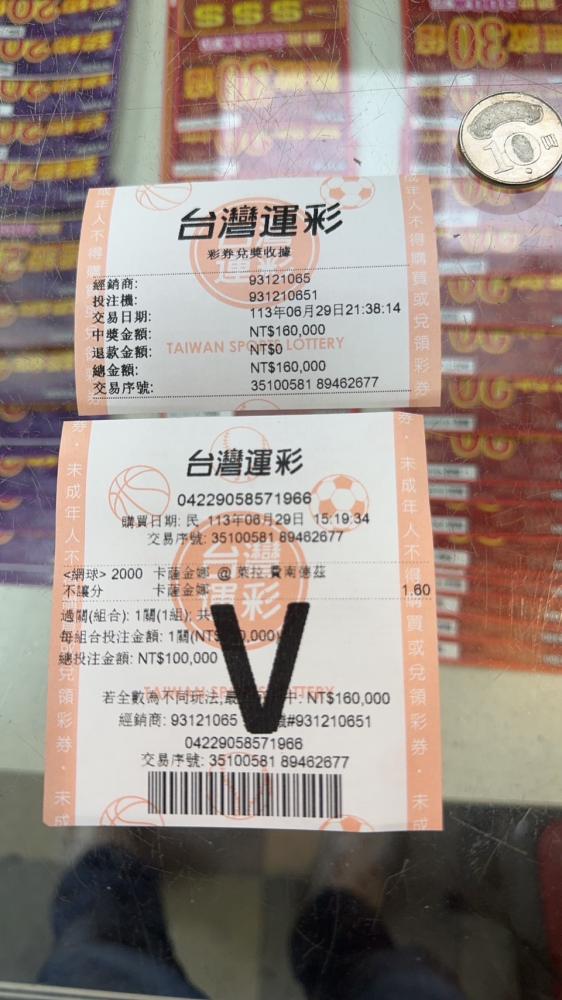 台灣運彩
彩券兌獎收據
經銷商: 93121065
投注機: 931210651
交易日期: 113年06月29日21:38:14
中獎金額: NT$160,000
退款金額: NT$0
TAIWAN SPORTS LOTTERY
總金額: NT$160,000
交易序號: 35100581 89462677
成年人不得購買或兌領彩券
台灣運彩
04229058571966
購買日期: 民 113年06月29日 15:19:34
交易序號: 35100581 89462677
<網球> 2000 卡薩金娜 @ 萊拉.費南德茲
不讓分 卡薩金娜 1.60
過關(組合): 1關(1組); 共
每組合投注金額: 1關(NT$ 0,000)
總投注金額: NT$100,000
V
若全數為不同玩法,最 中: NT$160,000
經銷商: 93121065 #931210651
04229058571966
交易序號: 35100581 89462677
券．未成年人不得購買或兌領彩券．未成
10